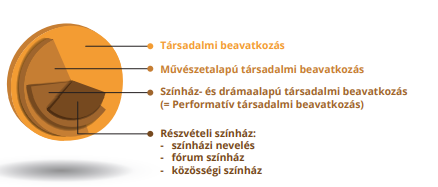 Társadalmi beavatkozás
Művészetalapú társadalmi beavatkozás
Színház- és drámaalapú társadalmi beavatkozás
(= Performatív társadalmi beavatkozás)
Részvételi színház:
- színházi nevelés
- fórum színház
- közösségi színház